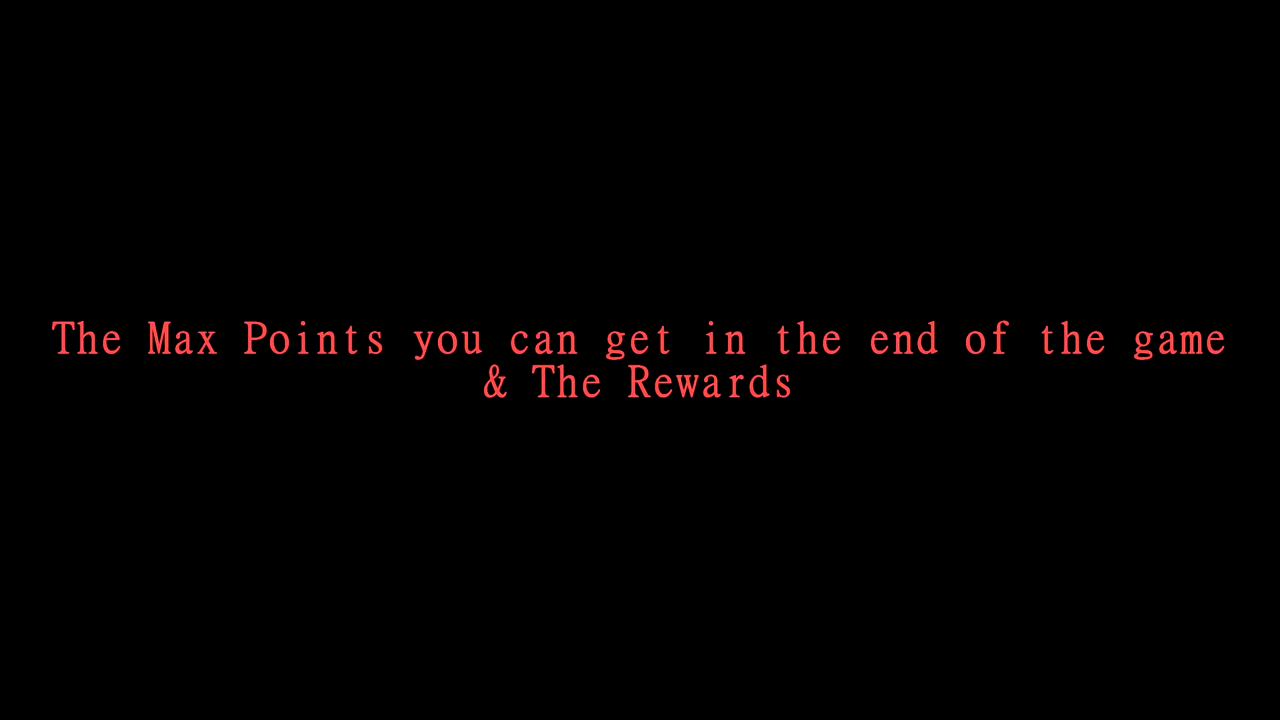 The Max Points you can get in the end of the game
& The Rewards